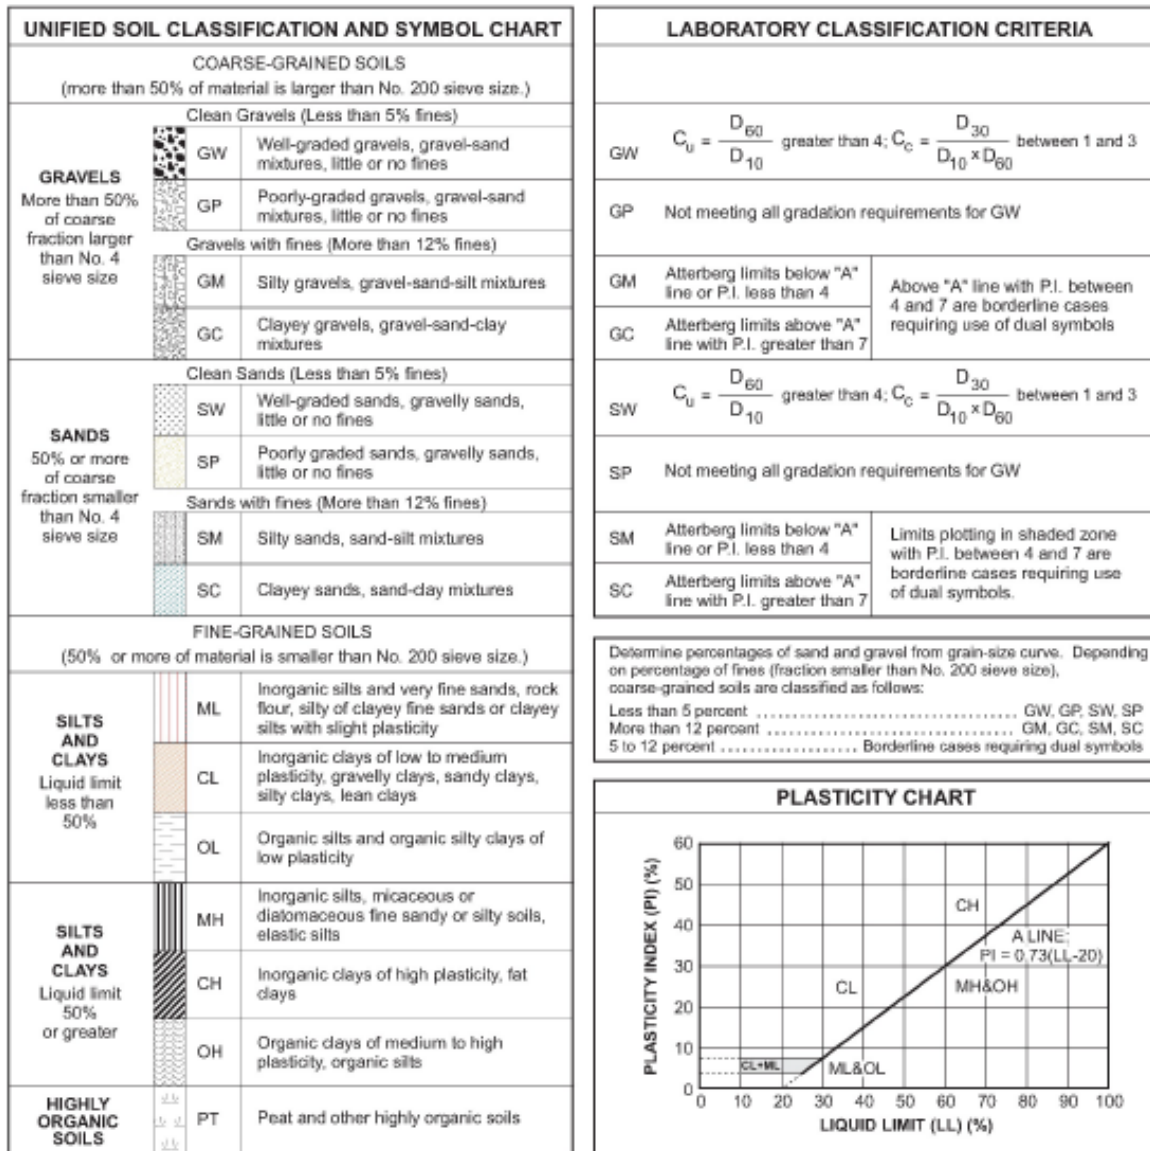 UNIFIED SOIL CLASSIFICATION AND SYMBOL CHART
COARSE-GRAINED SOILS
(more than 50% of material is larger than No. 200 sieve size.)
Clean Gravels (Less than 5% fines)
GRAVELS
More than 50%
of coarse
fraction larger
than No. 4
sieve size
GW
Well-graded gravels, gravel-sand
mixtures, little or no fines
GP
Poorly-graded gravels, gravel-sand
mixtures, little or no fines
Gravels with fines (More than 12% fines)
GM
Silty gravels, gravel-sand-silt mixtures
GC
Clayey gravels, gravel-sand-clay
mixtures
Clean Sands (Less than 5% fines)
SANDS
50% or more
of coarse
fraction smaller
than No. 4
sieve size
SW
Well-graded sands, gravelly sands,
little or no fines
SP
Poorly graded sands, gravelly sands,
little or no fines
Sands with fines (More than 12% fines)
SM
Silty sands, sand-silt mixtures
SC
Clayey sands, sand-clay mixtures
FINE-GRAINED SOILS
(50% or more of material is smaller than No. 200 sieve size.)
SILTS
AND
CLAYS
Liquid limit
less than
50%
ML
Inorganic silts and very fine sands, rock
flour, silty of clayey fine sands or clayey
silts with slight plasticity
CL
Inorganic clays of low to medium
plasticity, gravelly clays, sandy clays,
silty clays, lean clays
OL
Organic silts and organic silty clays of
low plasticity
SILTS
AND
CLAYS
Liquid limit
50%
or greater
MH
Inorganic silts, micaceous or
diatomaceous fine sandy or silty soils,
elastic silts
CH
Inorganic clays of high plasticity, fat
clays
OH
Organic clays of medium to high
plasticity, organic silts
HIGHLY
ORGANIC
SOILS
PT
Peat and other highly organic soils
LABORATORY CLASSIFICATION CRITERIA
GW
Cu = D60 / D10 greater than 4; Cc = D30 / D10 x D60 between 1 and 3
GP
Not meeting all gradation requirements for GW
GM
Atterberg limits below "A"
line or P.I. less than 4
GC
Atterberg limits above "A"
line with P.I. greater than 7
Above "A" line with P.I. between
4 and 7 are borderline cases
requiring use of dual symbols
SW
Cu = D60 / D10 greater than 4; Cc = D30 / D10 x D60 between 1 and 3
SP
Not meeting all gradation requirements for GW
SM
Atterberg limits below "A"
line or P.I. less than 4
SC
Atterberg limits above "A"
line with P.I. greater than 7
Limits plotting in shaded zone
with P.I. between 4 and 7 are
borderline cases requiring use
of dual symbols.
Determine percentages of sand and gravel from grain-size curve. Depending
on percentage of fines (fraction smaller than No. 200 sieve size),
coarse-grained soils are classified as follows:
Less than 5 percent .......................... GW, GP, SW, SP
More than 12 percent .......................... GM, GC, SM, SC
5 to 12 percent .................. Borderline cases requiring dual symbols
PLASTICITY CHART
PLASTICITY INDEX (PI) (%)
60
50
40
30
20
10
0
CH
A LINE:
PI = 0.73(LL-20)
CL
MH&OH
CL+ML
ML&OL
0 10 20 30 40 50 60 70 80 90 100
LIQUID LIMIT (LL) (%)